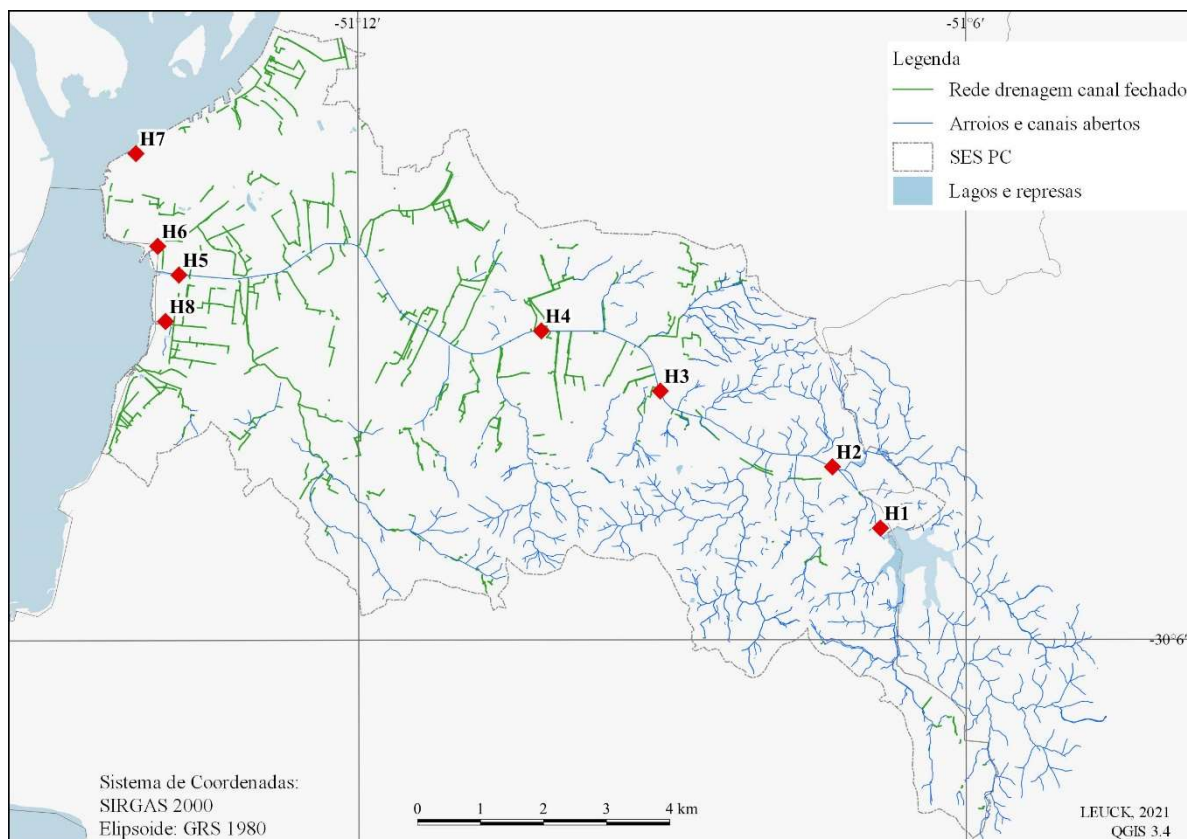 -51°12'
-51°6'
Legenda
Rede drenagem canal fechado
Arroios e canais abertos
SES PC
Lagos e represas
H7
H6
H5
H8
H4
H3
H2
H1
-30°6'
Sistema de Coordenadas:
SIRGAS 2000
Elipsoide: GRS 1980
0 1 2 3 4 km
LEUCK, 2021
QGIS 3.4